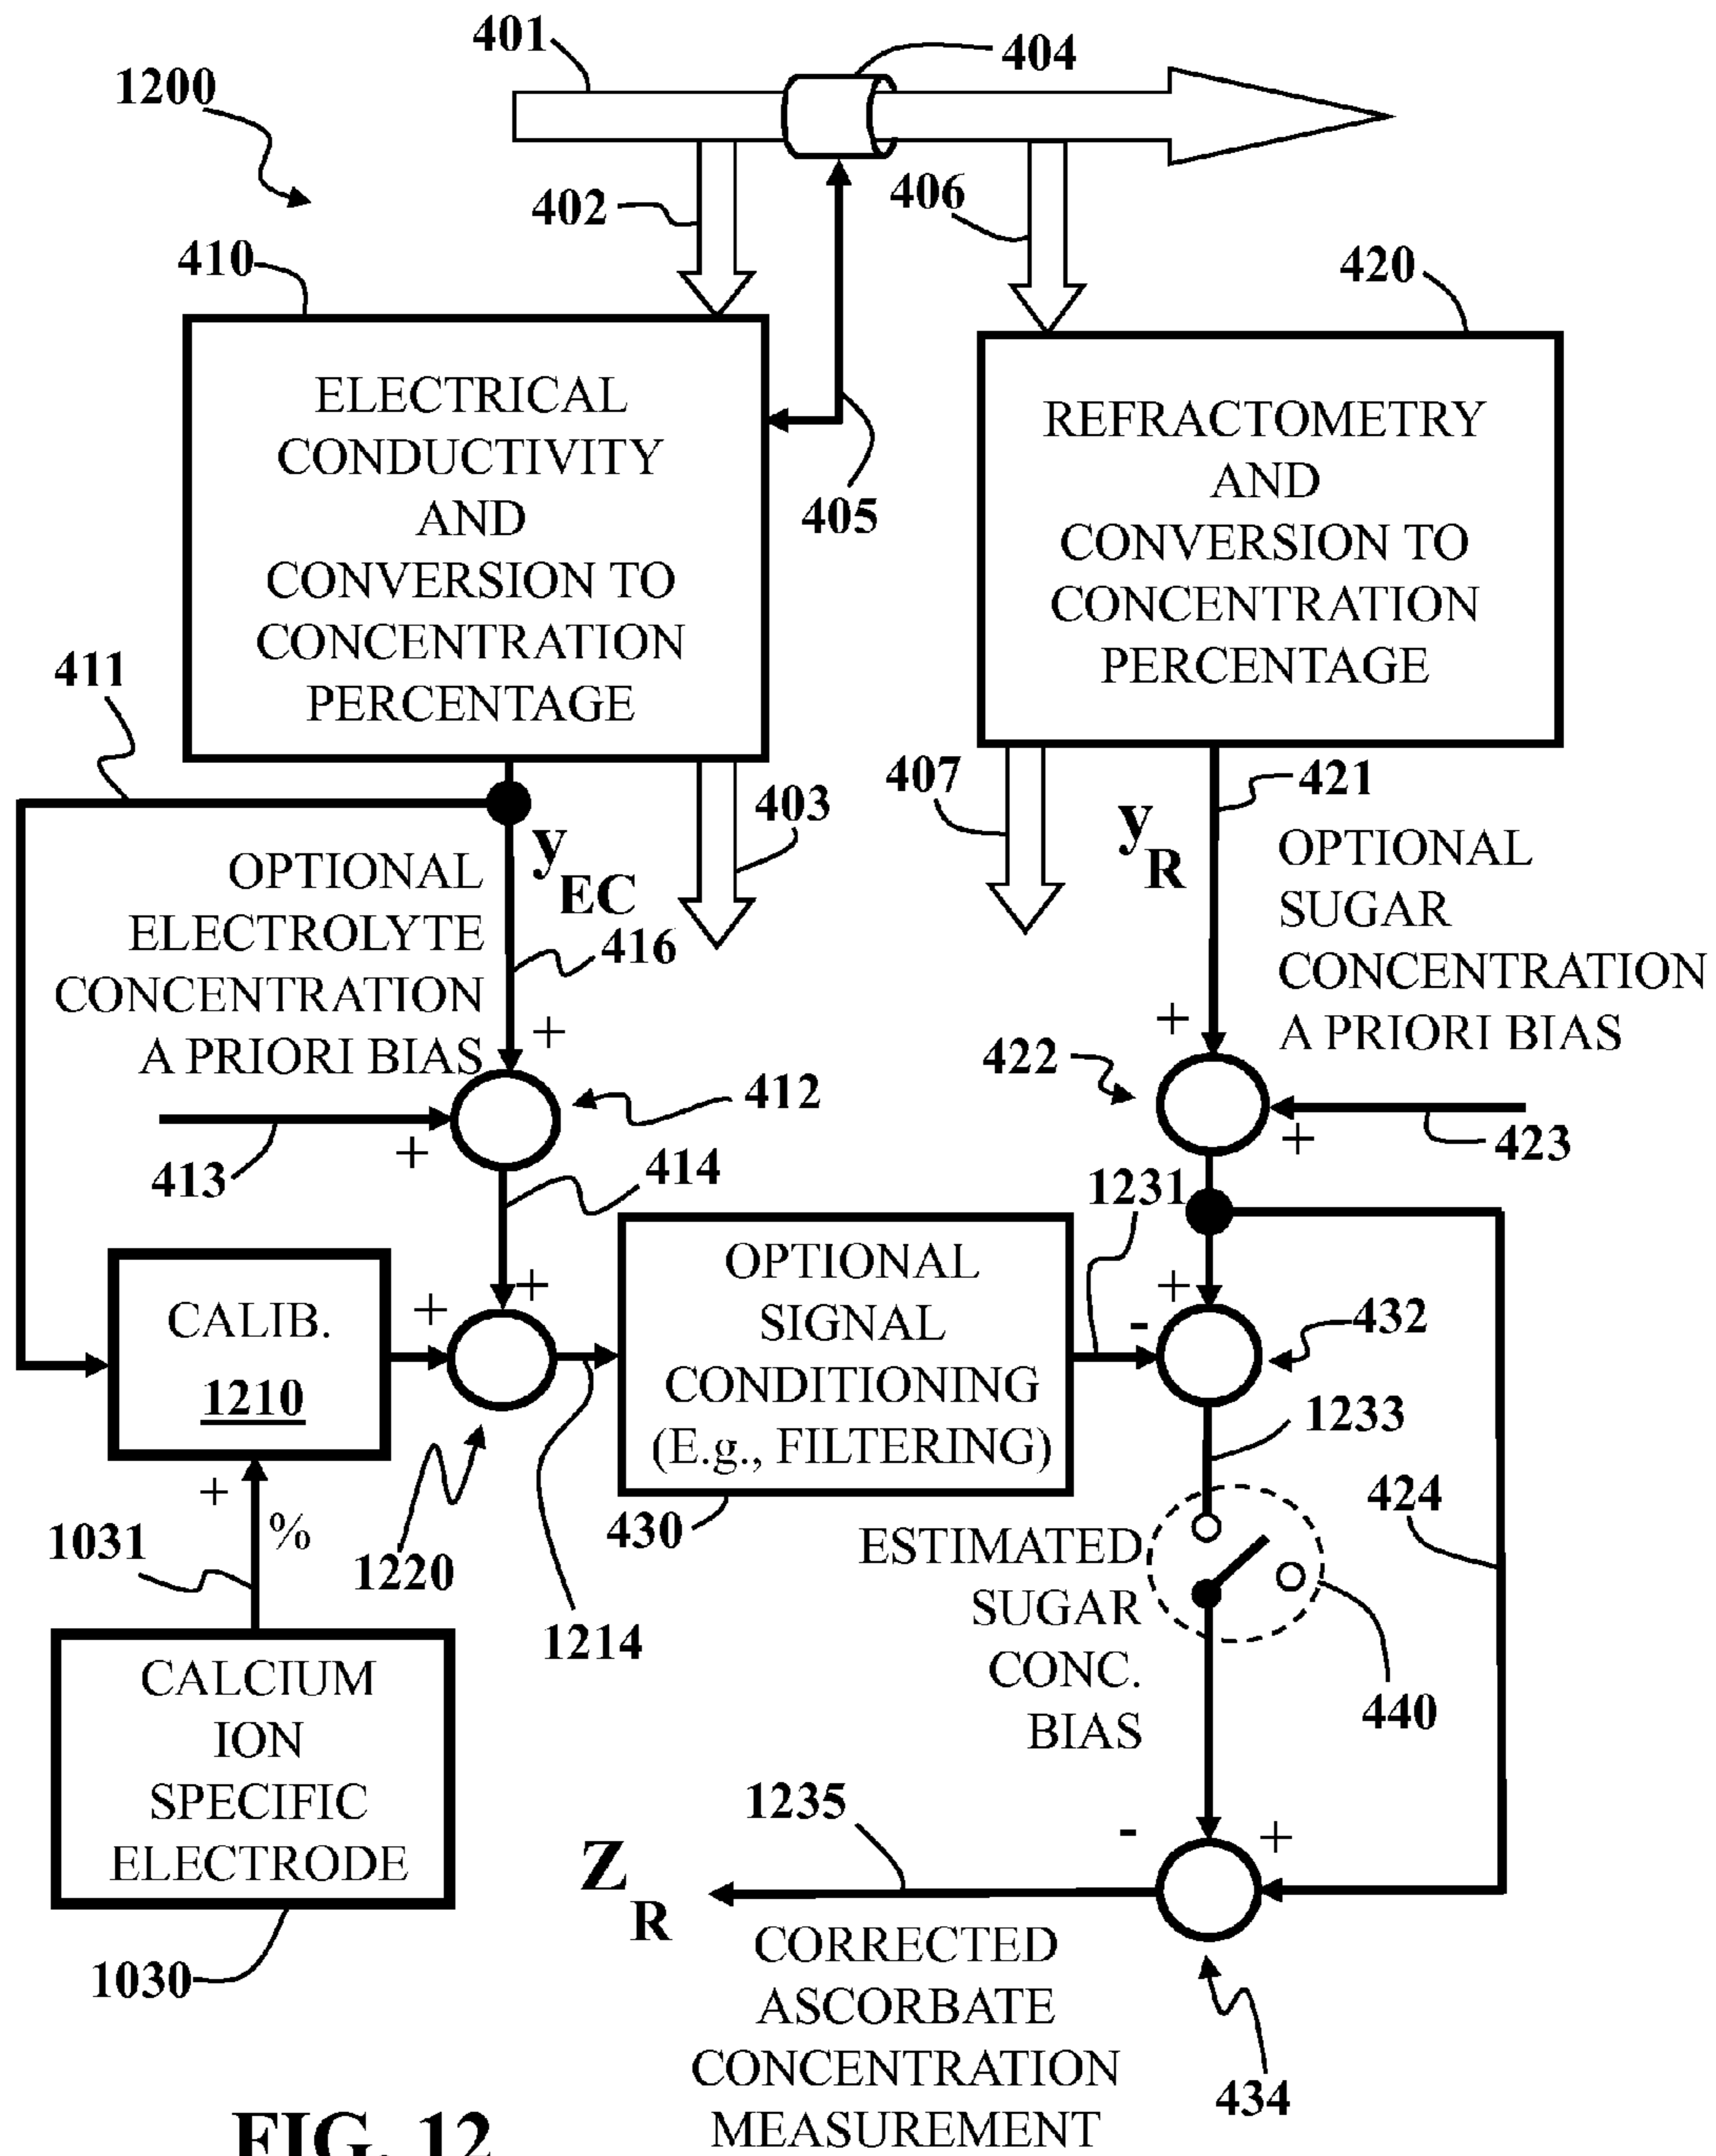 401
404
1200
402
406
410
420
ELECTRICAL
CONDUCTIVITY
AND
CONVERSION TO
CONCENTRATION
PERCENTAGE
405
REFRACTOMETRY
AND
CONVERSION TO
CONCENTRATION
PERCENTAGE
411
403
407
421
y EC
y R
OPTIONAL
ELECTROLYTE
CONCENTRATION
A PRIORI BIAS
416
+
OPTIONAL
SUGAR
CONCENTRATION
A PRIORI BIAS
+
422
412
+
413
+
423
414
1231
CALIB.
1210
+
+
OPTIONAL
SIGNAL
CONDITIONING
(E.g., FILTERING)
+
-
432
1233
424
+
%
1031
1220
1214
430
ESTIMATED
SUGAR
CONC.
BIAS
440
CALCIUM
ION
SPECIFIC
ELECTRODE
1030
1235
-
+
Z R
CORRECTED
ASCORBATE
CONCENTRATION
MEASUREMENT
434
FIG. 12